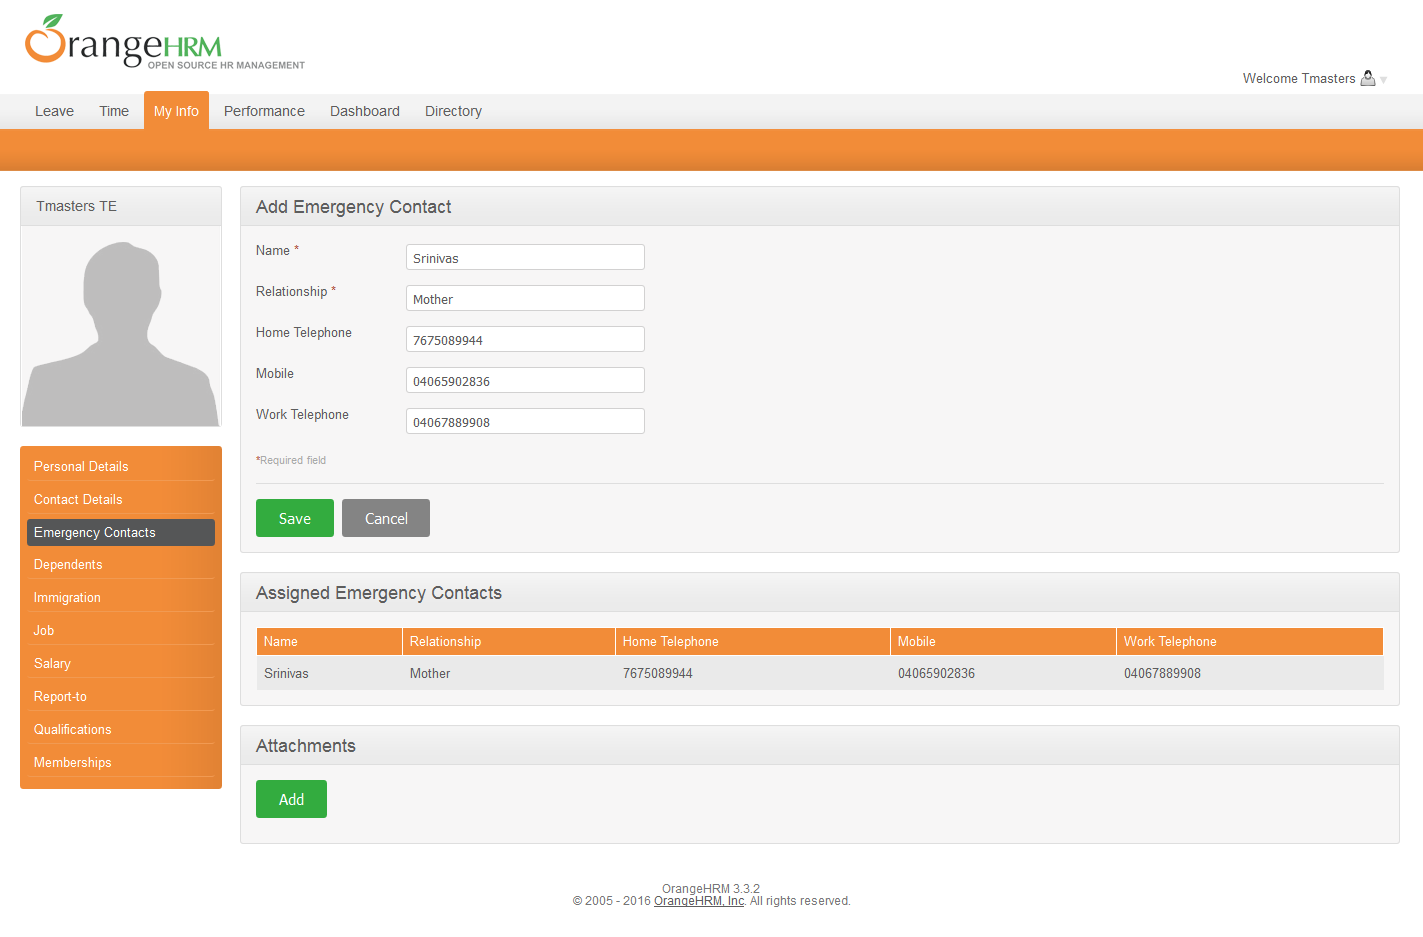 OrangeHRM
OPEN SOURCE HR MANAGEMENT
Welcome Tmasters
Leave Time My Info Performance Dashboard Directory
Tmasters TE
Personal Details
Contact Details
Emergency Contacts
Dependents
Immigration
Job
Salary
Report-to
Qualifications
Memberships
Add Emergency Contact
Name * Srinivas
Relationship * Mother
Home Telephone 7675089944
Mobile 04065902836
Work Telephone 04067889908
*Required field
Save Cancel
Assigned Emergency Contacts
Name Relationship Home Telephone Mobile Work Telephone
Srinivas Mother 7675089944 04065902836 04067889908
Attachments
Add
OrangeHRM 3.3.2
© 2005 - 2016 OrangeHRM, Inc. All rights reserved.